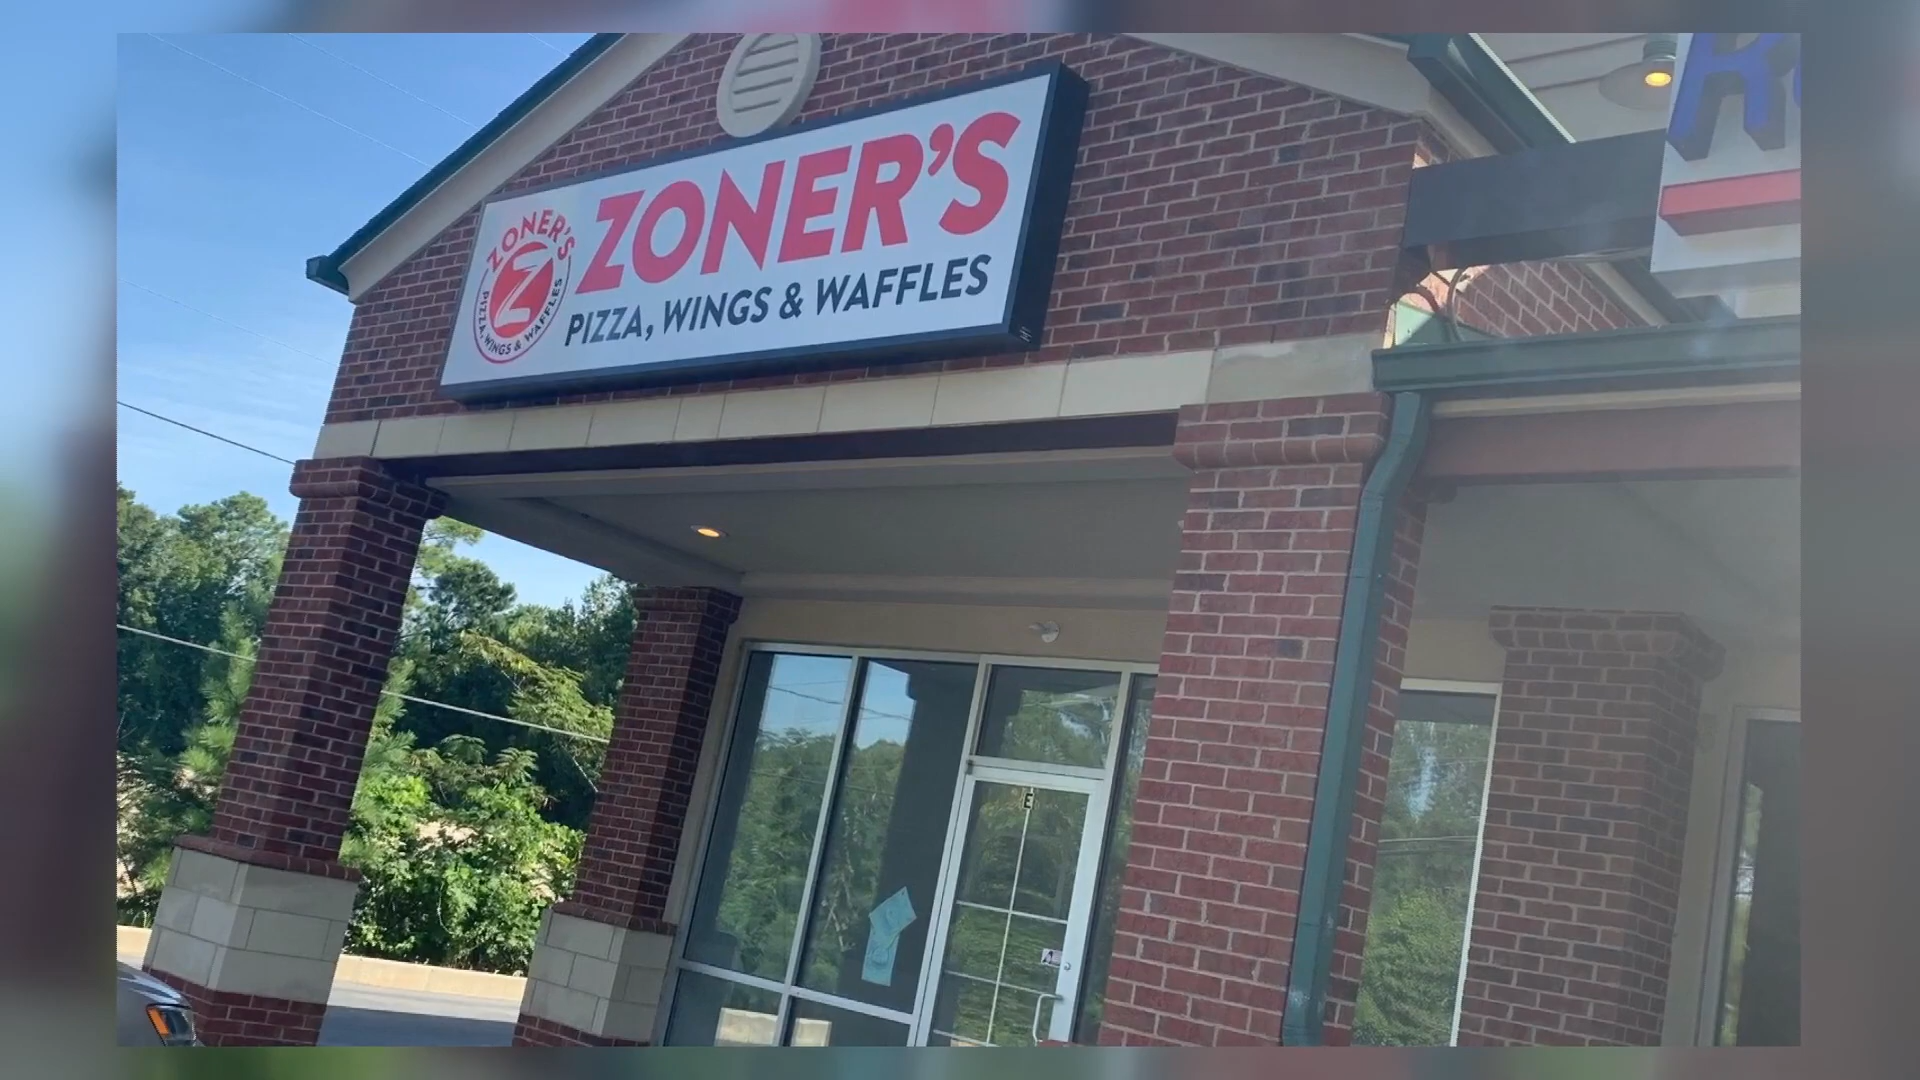 ZONER'S
PIZZA, WINGS & WAFFLES
Z
ZONER'S
PIZZA, WINGS & WAFFLES
E